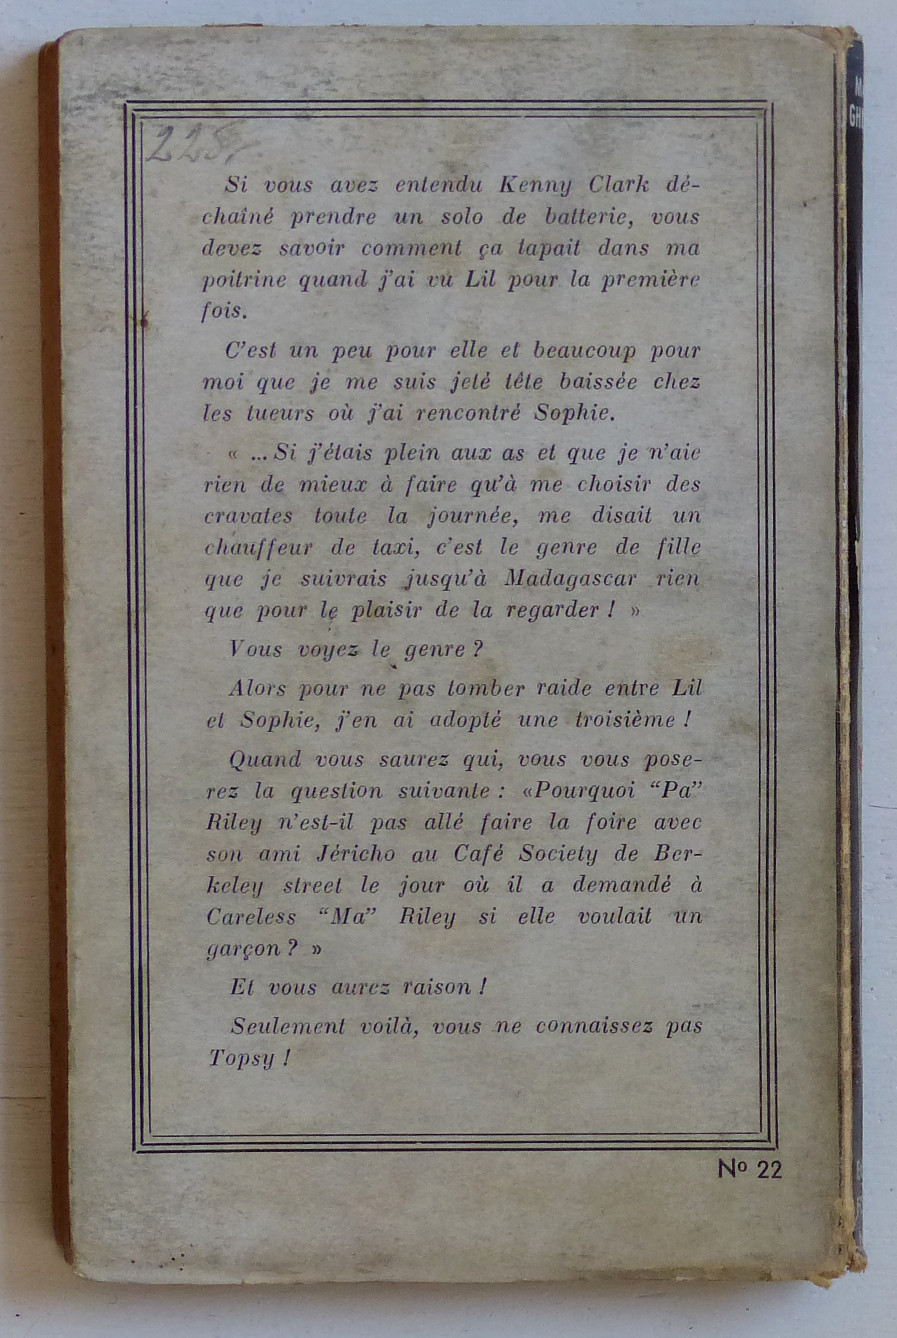 228.-
Si vous avez entendu Kenny Clark dé-
chaîné prendre un solo de batterie, vous
devez savoir comment ça tapait dans ma
poitrine quand j'ai vu Lil pour la première
fois.
C'est un peu pour elle et beaucoup pour
moi que je me suis jeté tête baissée chez
les tueurs où j'ai rencontré Sophie.
« ... Si j'étais plein aux as et que je n'aie
rien de mieux à faire qu'à me choisir des
cravates toute la journée, me disait un
chauffeur de taxi, c'est le genre de fille
que je suivrais jusqu'à Madagascar rien
que pour le plaisir de la regarder ! »
Vous voyez le genre ?
Alors pour ne pas tomber raide entre Lil
et Sophie, j'en ai adopté une troisième !
Quand vous saurez qui, vous vous pose-
rez la question suivante : «Pourquoi “Pa”
Riley n'est-il pas allé faire la foire avec
son ami Jéricho au Café Society de Ber-
keley street le jour où il a demandé à
Careless “Ma” Riley si elle voulait un
garçon ? »
Et vous aurez raison !
Seulement voilà, vous ne connaissez pas
Topsy !
Nº 22